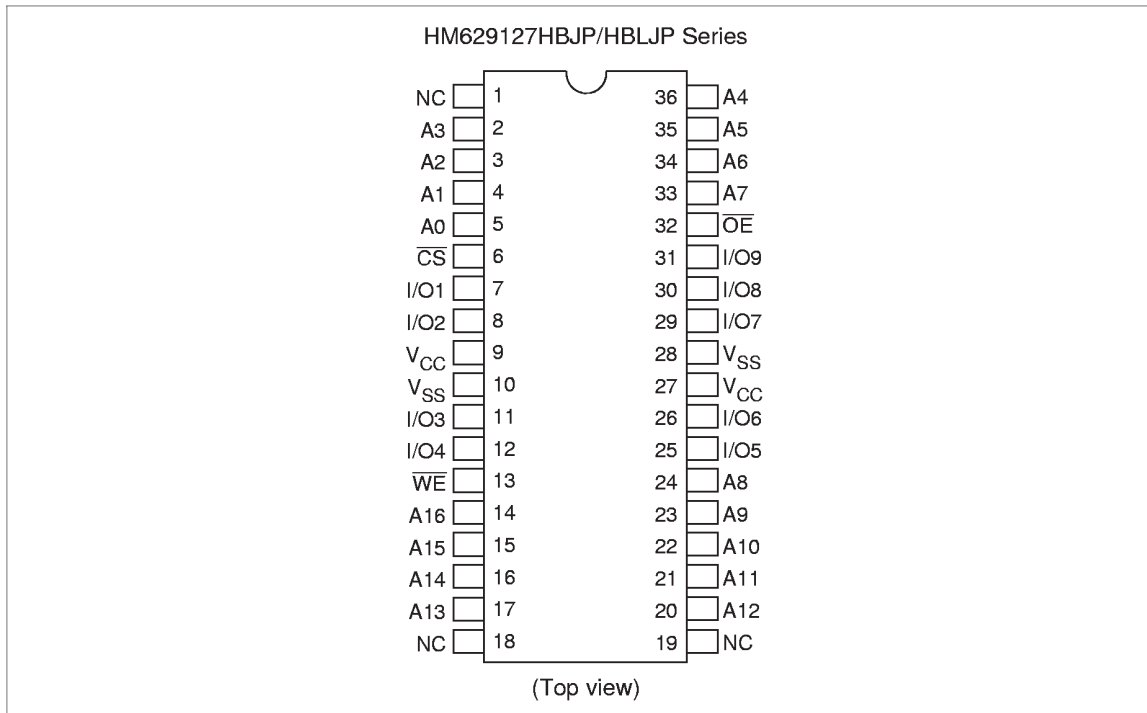 HM629127HBJP/HBLJP Series
NC 1 36 A4
A3 2 35 A5
A2 3 34 A6
A1 4 33 A7
A0 5 32 O̅E̅
C̅S̅ 6 31 I/O9
I/O1 7 30 I/O8
I/O2 8 29 I/O7
VCC 9 28 VSS
VSS 10 27 VCC
I/O3 11 26 I/O6
I/O4 12 25 I/O5
W̅E̅ 13 24 A8
A16 14 23 A9
A15 15 22 A10
A14 16 21 A11
A13 17 20 A12
NC 18 19 NC
(Top view)